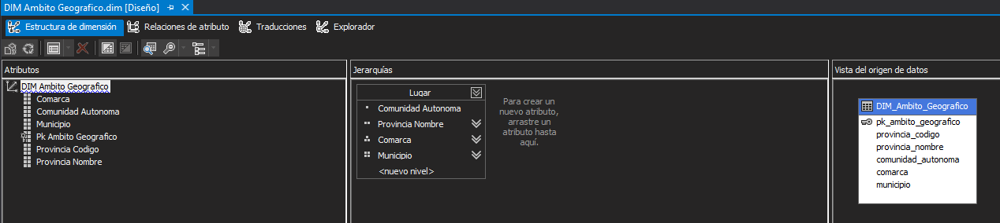 DIM Ambito Geografico.dim [Diseño]
Estructura de dimensión
Relaciones de atributo
Traducciones
Explorador
Atributos
DIM Ambito Geografico
Comarca
Comunidad Autonoma
Municipio
Pk Ambito Geografico
Provincia Codigo
Provincia Nombre
Jerarquías
Lugar
Comunidad Autonoma
Provincia Nombre
Comarca
Municipio
<nuevo nivel>
Para crear un
nuevo atributo,
arrastre un
atributo hasta
aquí.
Vista del origen de datos
DIM_Ambito_Geografico
pk_ambito_geografico
provincia_codigo
provincia_nombre
comunidad_autonoma
comarca
municipio